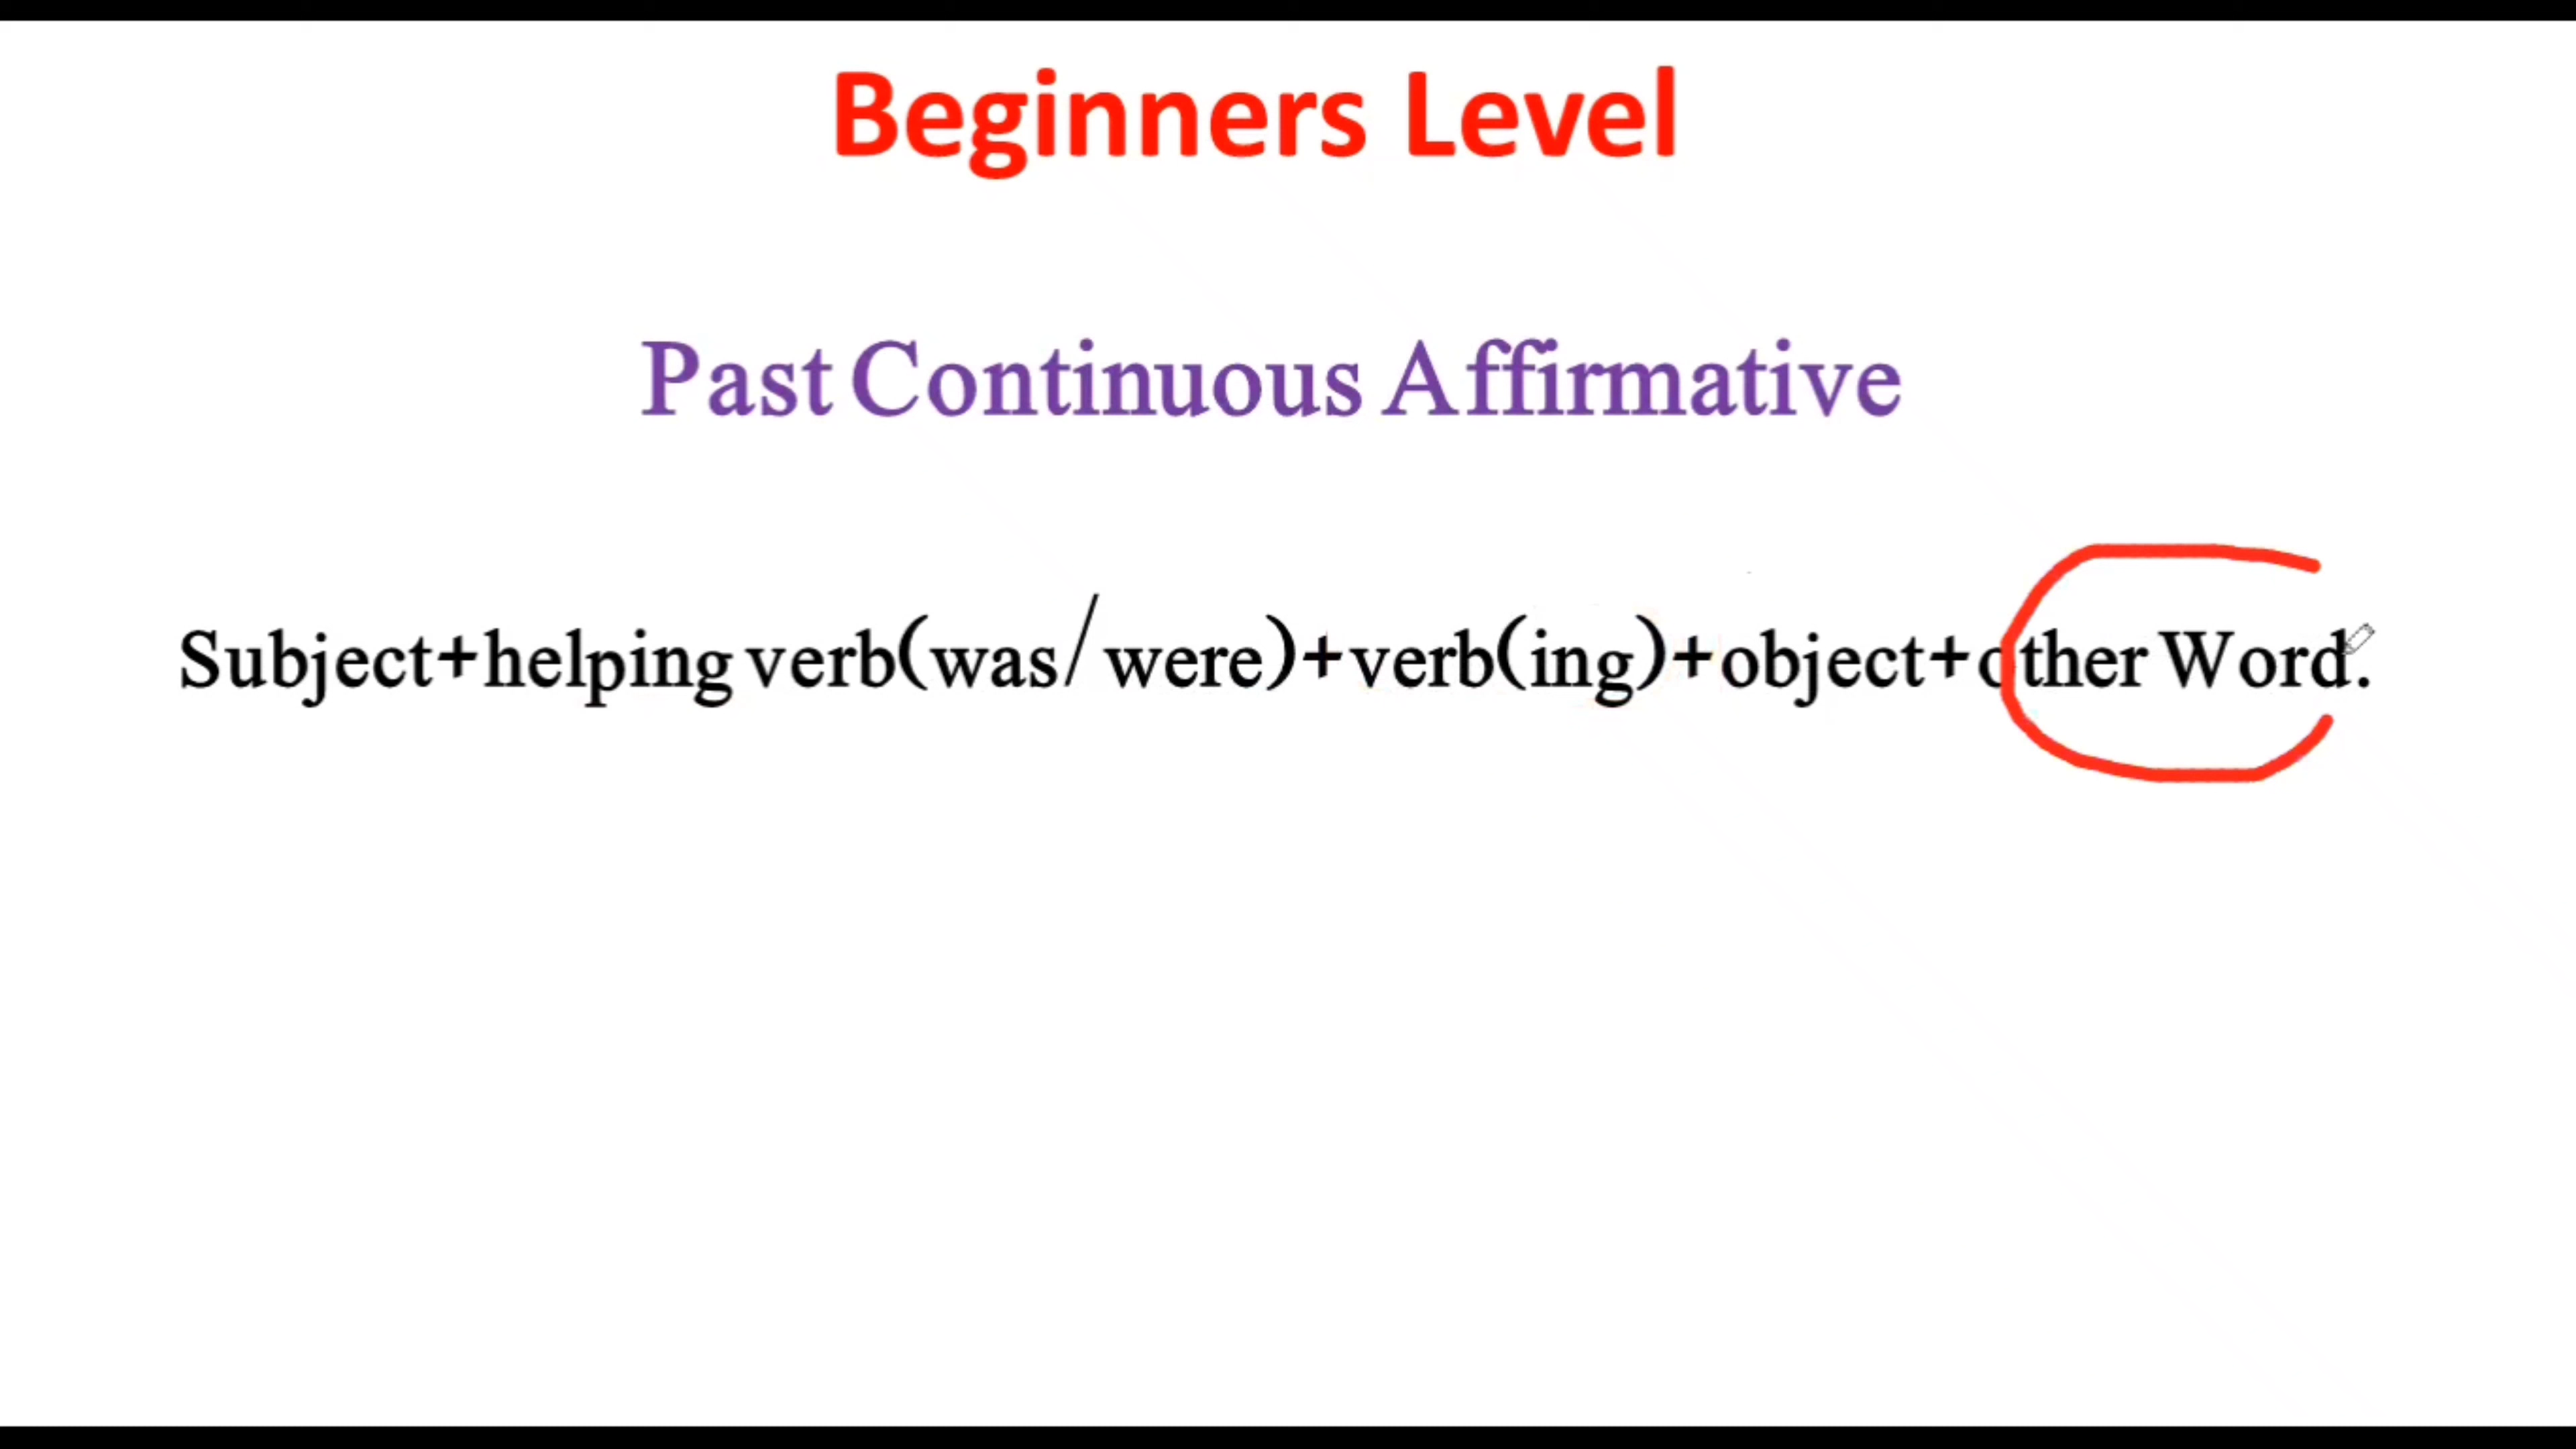 Beginners Level
Past Continuous Affirmative
Subject+helping verb(was/were)+verb(ing)+object+other Word.